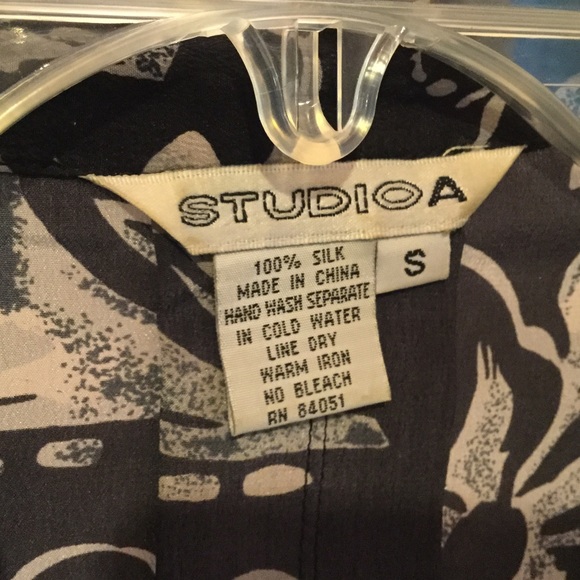 STUDIO A
S
100% SILK
MADE IN CHINA
HAND WASH SEPARATE
IN COLD WATER
LINE DRY
WARM IRON
NO BLEACH
RN 84051